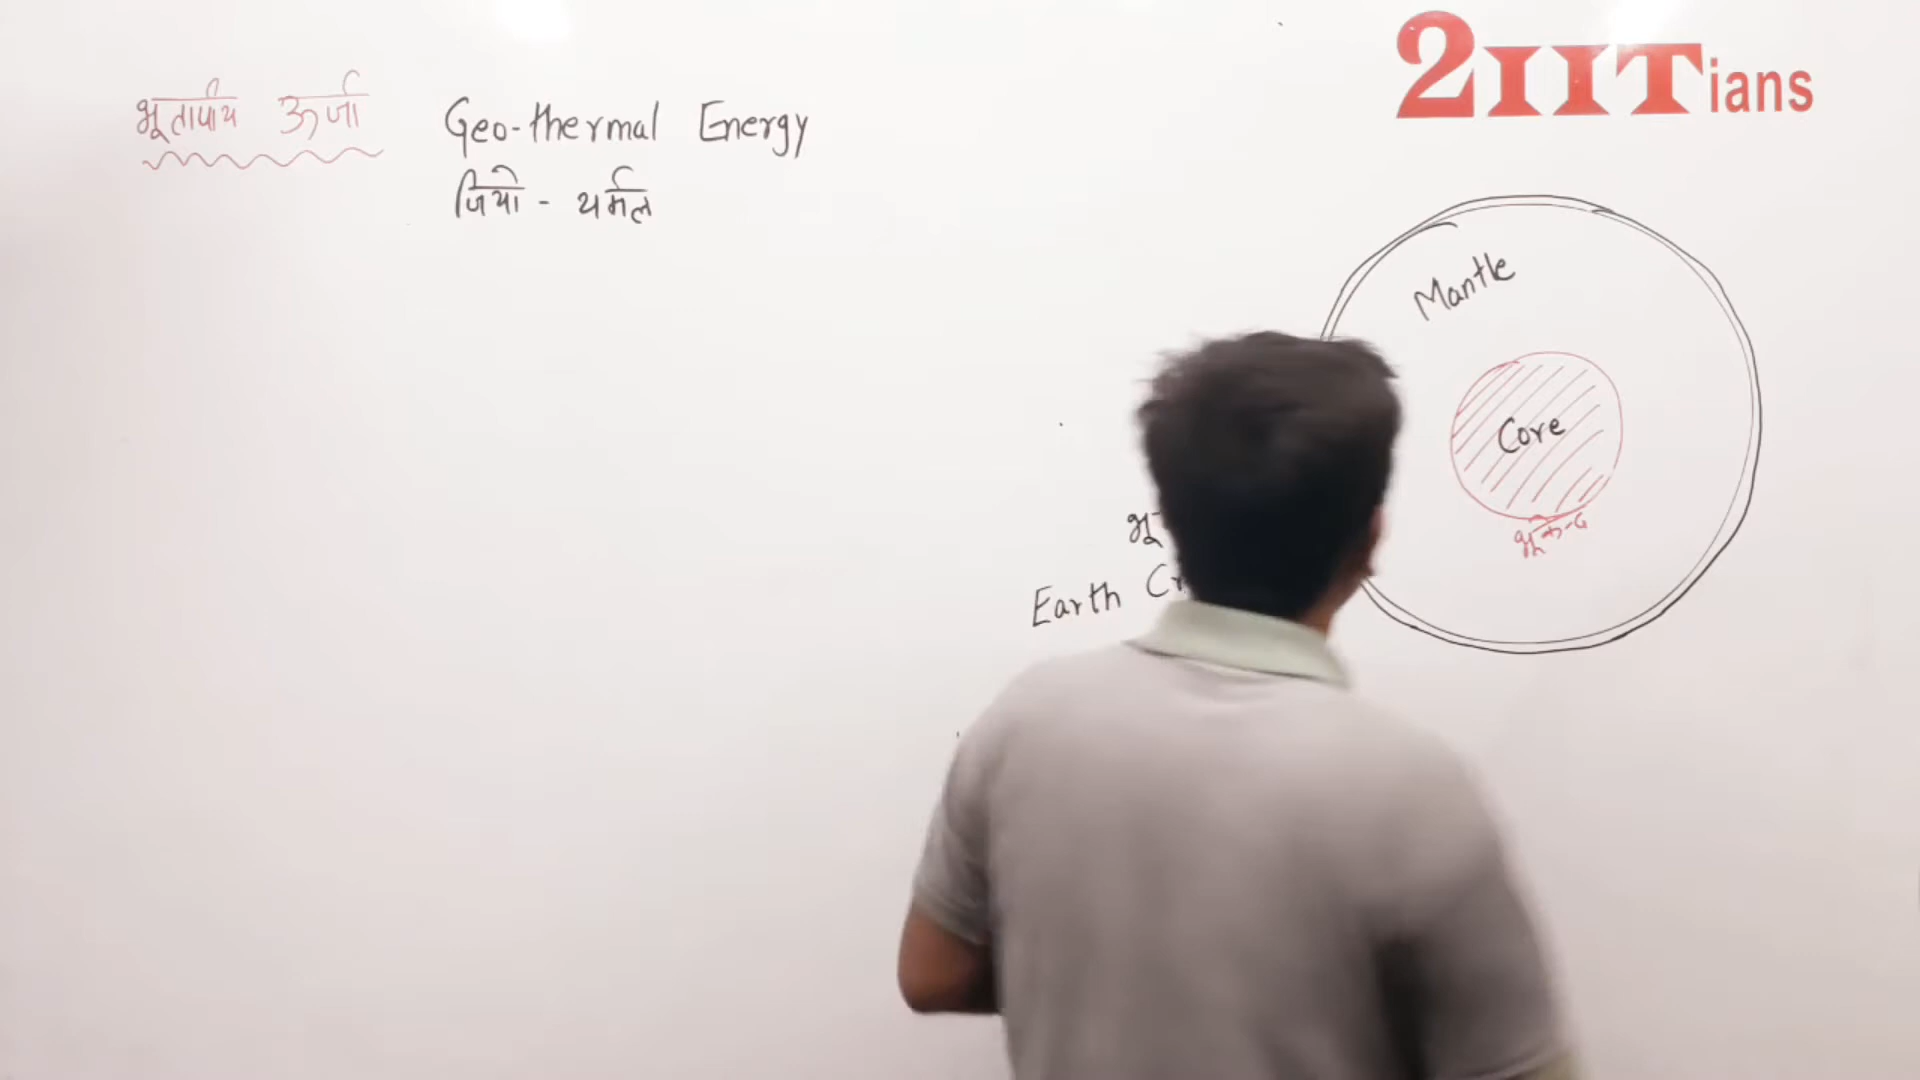 2IITians
भूतापीय ऊर्जा Geo-thermal Energy
जियो - थर्मल
Mantle
Core
Earth